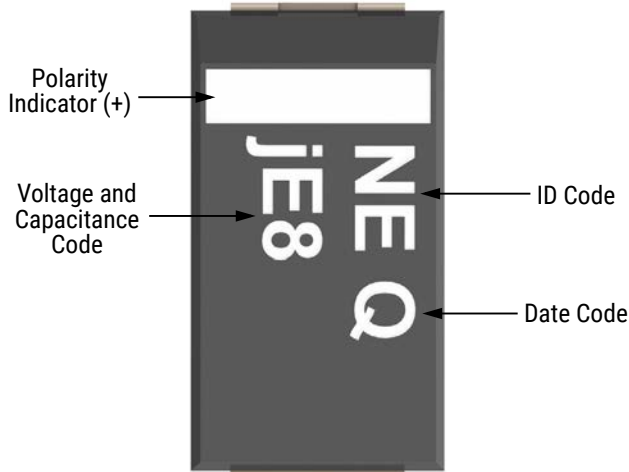 Polarity
Indicator (+)
Voltage and
Capacitance
Code
NE Q
jE8
ID Code
Date Code